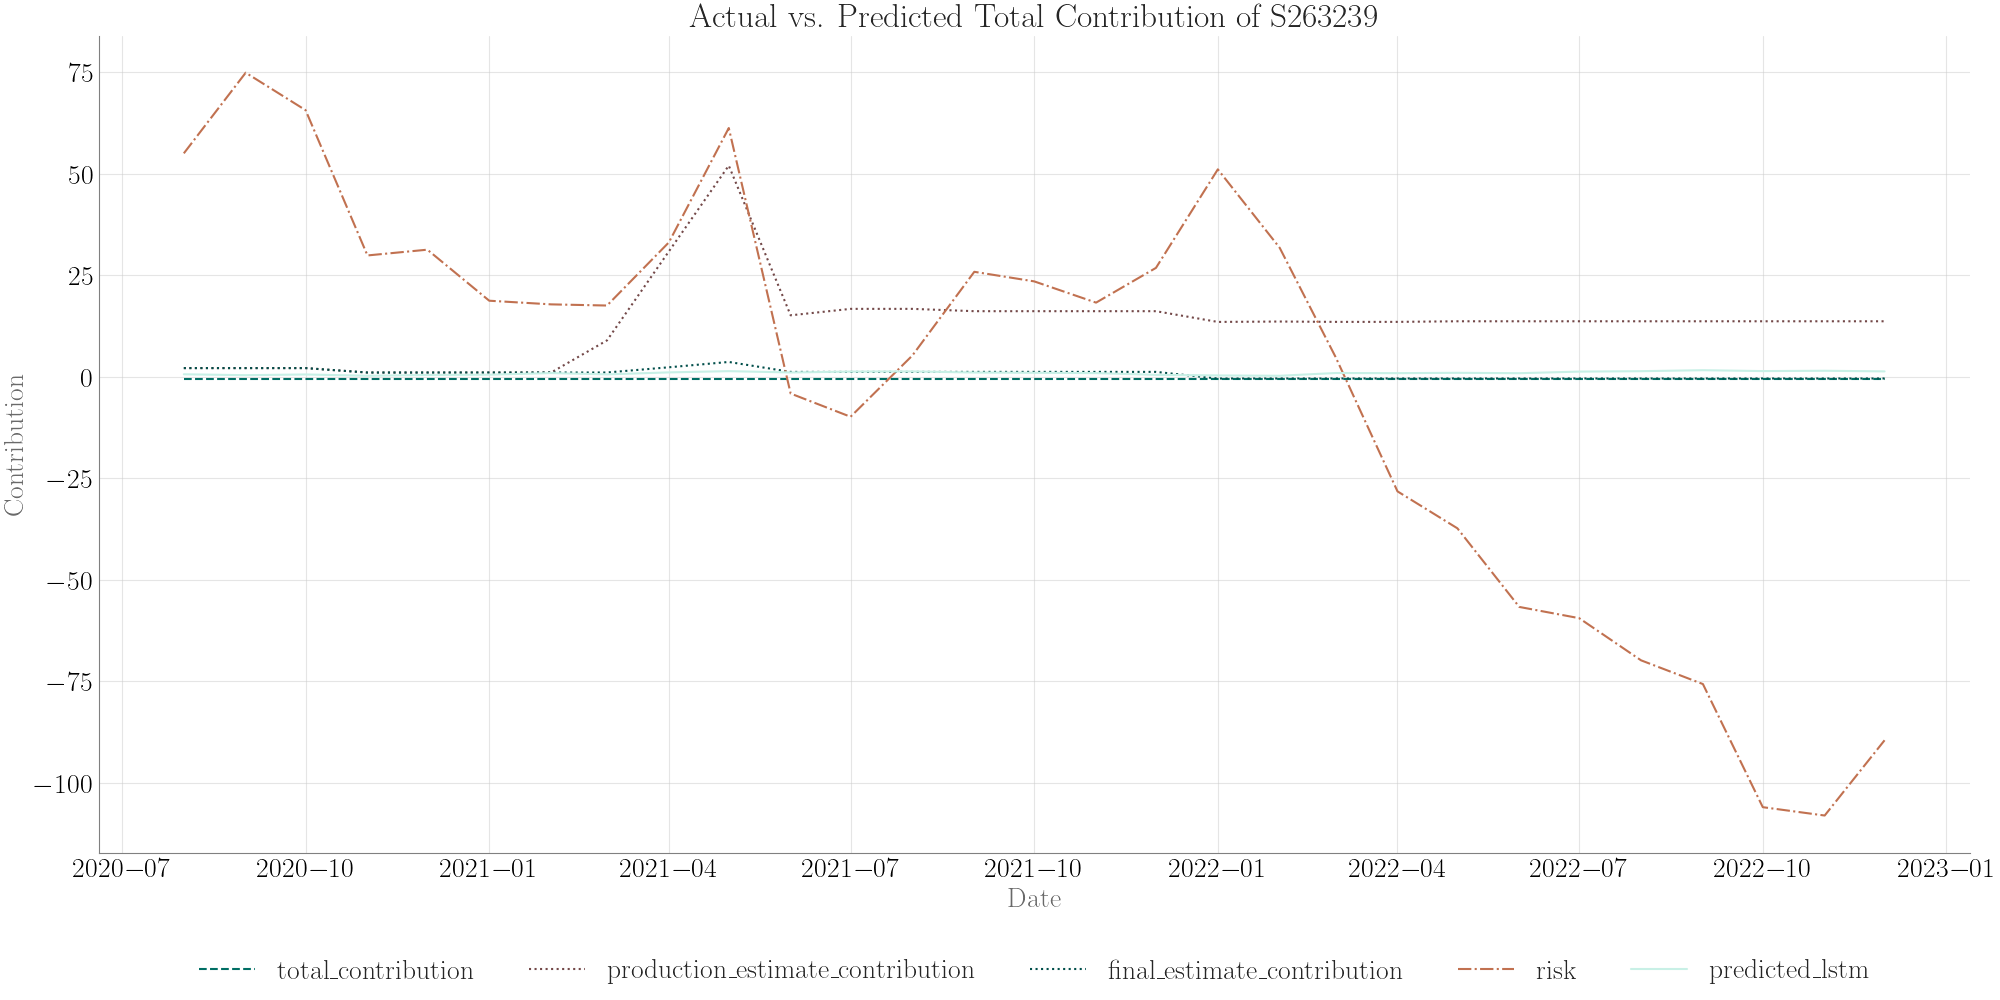 Actual vs. Predicted Total Contribution of S263239
75
50
25
0
−25
−50
−75
−100
Contribution
2020−07 2020−10 2021−01 2021−04 2021−07 2021−10 2022−01 2022−04 2022−07 2022−10 2023−01
Date
total_contribution production_estimate_contribution final_estimate_contribution risk predicted_lstm